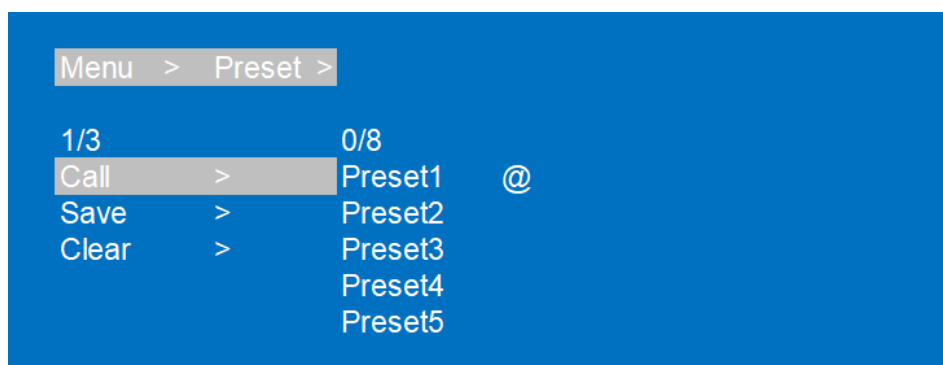 Menu > Preset >
1/3 0/8
Call > Preset1 @
Save > Preset2
Clear > Preset3
Preset4
Preset5